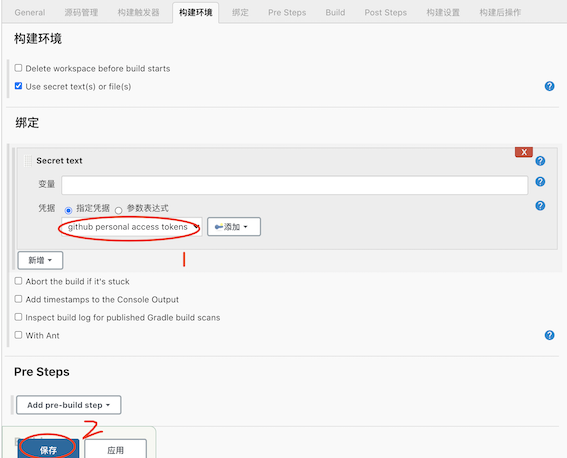 General 源码管理 构建触发器 构建环境 绑定 Pre Steps Build Post Steps 构建设置 构建后操作
构建环境
Delete workspace before build starts
Use secret text(s) or file(s)
绑定
X
Secret text
变量
凭据 指定凭据 参数表达式
github personal access tokens 添加
1
新增
Abort the build if it's stuck
Add timestamps to the Console Output
Inspect build log for published Gradle build scans
With Ant
Pre Steps
Add pre-build step
2
保存 应用